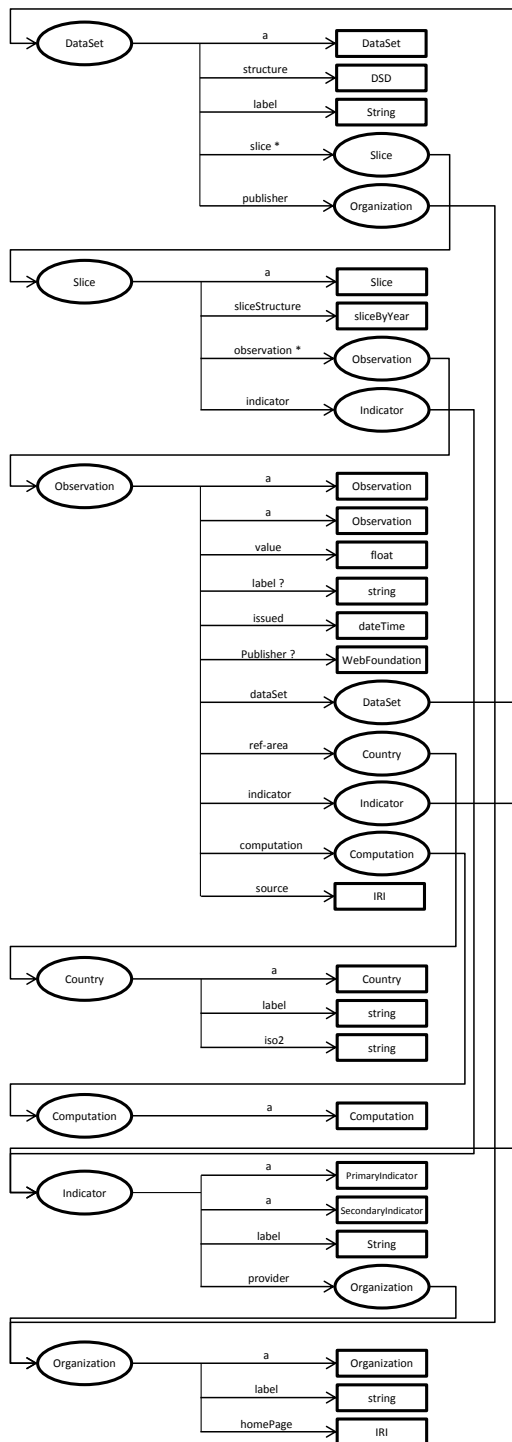 DataSet
a
DataSet
structure
DSD
label
String
slice *
Slice
publisher
Organization
Slice
a
Slice
sliceStructure
sliceByYear
observation *
Observation
indicator
Indicator
Observation
a
Observation
a
Observation
value
float
label ?
string
issued
dateTime
Publisher ?
WebFoundation
dataSet
DataSet
ref-area
Country
indicator
Indicator
computation
Computation
source
IRI
Country
a
Country
label
string
iso2
string
Computation
a
Computation
Indicator
a
PrimaryIndicator
a
SecondaryIndicator
label
String
provider
Organization
Organization
a
Organization
label
string
homePage
IRI